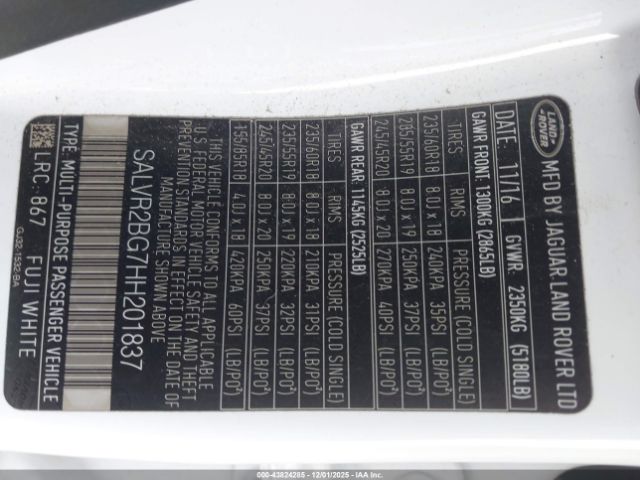 LAND
ROVER
MFD BY JAGUAR LAND ROVER LTD
DATE: 11/16 GVWR 2350KG (5180LB)
GAWR FRONT: 1300KG (2865LB)
TIRES RIMS PRESSURE (COLD SINGLE)
235/60R18 8.0J x 18 240KPA 35PSI (LB/PO²)
235/55R19 8.0J x 19 250KPA 37PSI (LB/PO²)
245/45R20 8.0J x 20 270KPA 40PSI (LB/PO²)
GAWR REAR: 1145KG (2525LB)
TIRES RIMS PRESSURE (COLD SINGLE)
235/60R18 8.0J x 18 210KPA 31PSI (LB/PO²)
235/55R19 8.0J x 19 220KPA 32PSI (LB/PO²)
245/45R20 8.0J x 20 250KPA 37PSI (LB/PO²)
T155/85R18 4.0J x 18 420KPA 60PSI (LB/PO²)
THIS VEHICLE CONFORMS TO ALL APPLICABLE
U S FEDERAL MOTOR VEHICLE SAFETY AND
THEFT PREVENTION STANDARDS IN EFFECT ON THE DATE OF
MANUFACTURE SHOWN ABOVE
SALVR2BG7HH201837
TYPE: MULTI-PURPOSE PASSENGER VEHICLE
LRC: 867 FUJI WHITE
GJ32-1532-BA
© 000-43824285 - 12/01/2025 - IAA Holdings, LLC